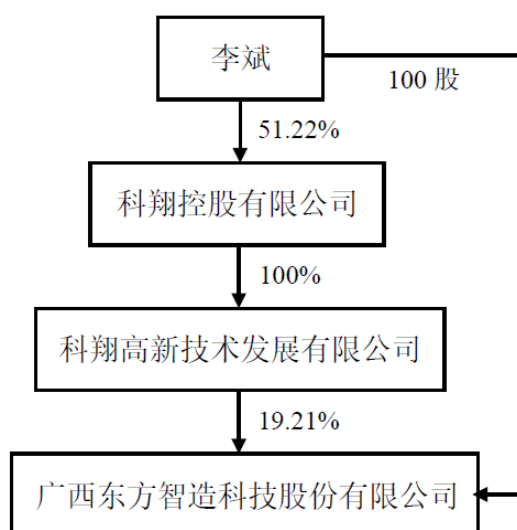 李斌
100 股
51.22%
科翔控股有限公司
100%
科翔高新技术发展有限公司
19.21%
广西东方智造科技股份有限公司